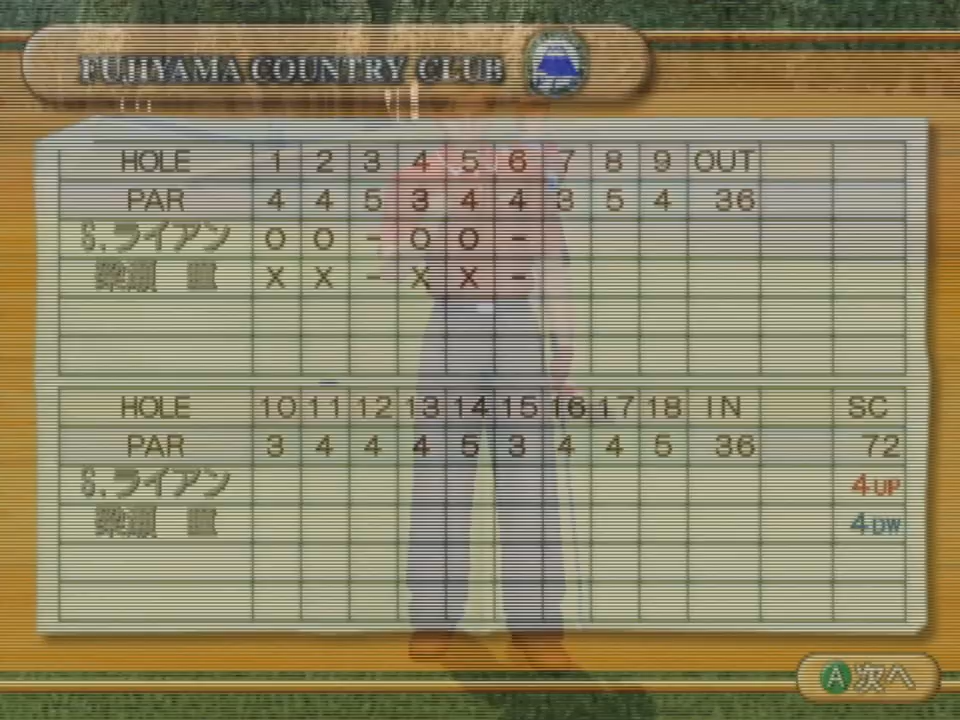 FUJIYAMA COUNTRY CLUB
HOLE 1 2 3 4 5 6 7 8 9 OUT
PAR 4 4 5 3 4 4 3 5 4 36
S.ライアン O O - O O -
X X - X X -
HOLE 10 11 12 13 14 15 16 17 18 IN SC
PAR 3 4 4 4 5 3 4 4 5 36 72
S.ライアン 4UP
4DW
A次へ